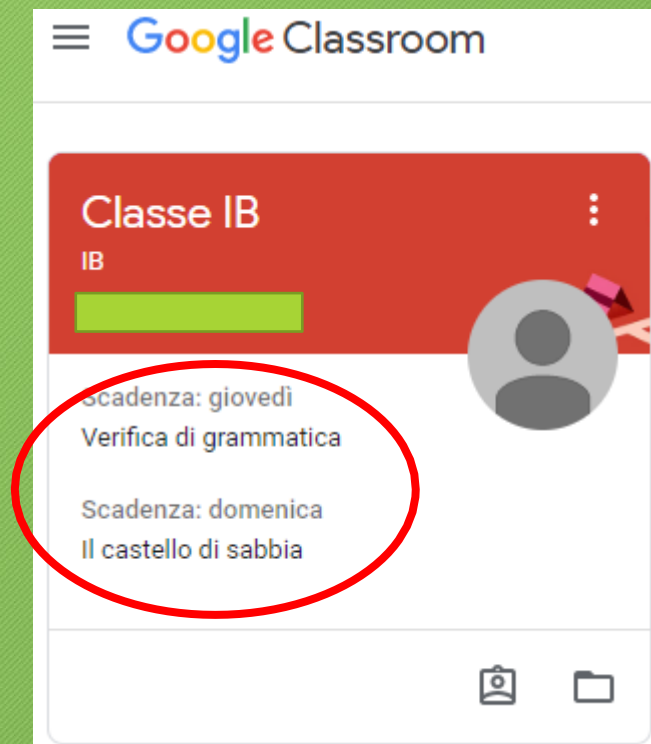 Google Classroom
Classe IB
IB
Scadenza: giovedì
Verifica di grammatica
Scadenza: domenica
Il castello di sabbia